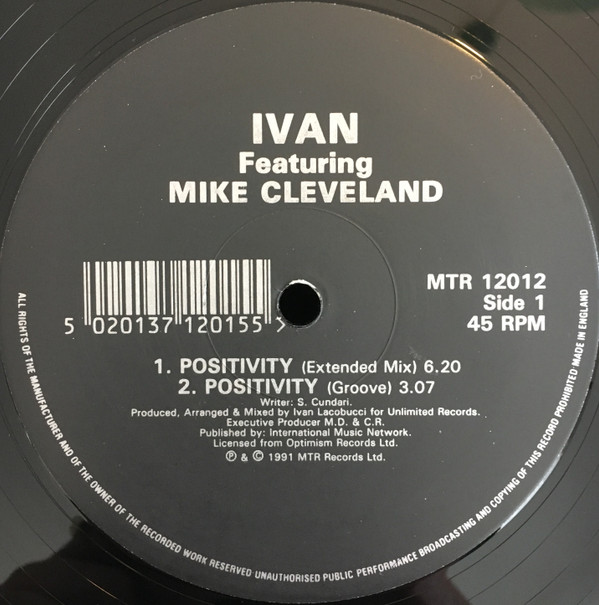 IVAN
Featuring
MIKE CLEVELAND
MTR 12012
Side 1
45 RPM
5 020137 120155 >
1. POSITIVITY (Extended Mix) 6.20
2. POSITIVITY (Groove) 3.07
Writer: S. Cundari.
Produced, Arranged & Mixed by Ivan Lacobucci for Unlimited Records.
Executive Producer M.D. & C.R.
Published by: International Music Network.
Licensed from Optimism Records Ltd.
℗ & © 1991 MTR Records Ltd.
ALL RIGHTS OF THE MANUFACTURER AND OF THE OWNER OF THE RECORDED WORK RESERVED UNAUTHORISED PUBLIC PERFORMANCE BROADCASTING AND COPYING OF THIS RECORD PROHIBITED MADE IN ENGLAND